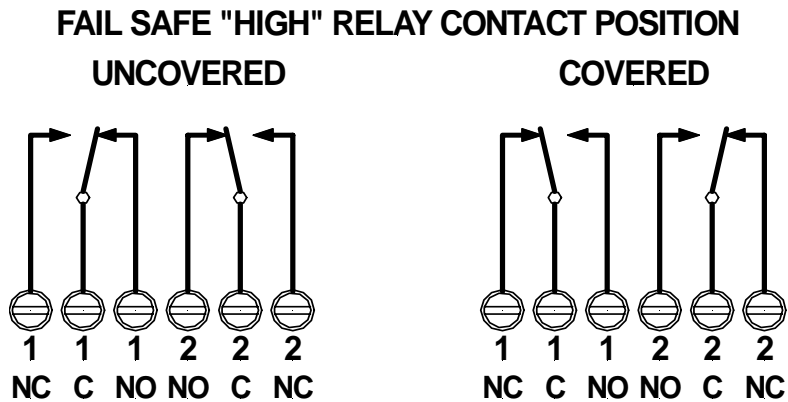 FAIL SAFE "HIGH" RELAY CONTACT POSITION
UNCOVERED COVERED
1 1 1 2 2 2 1 1 1 2 2 2
NC C NO NO C NC NC C NO NO C NC